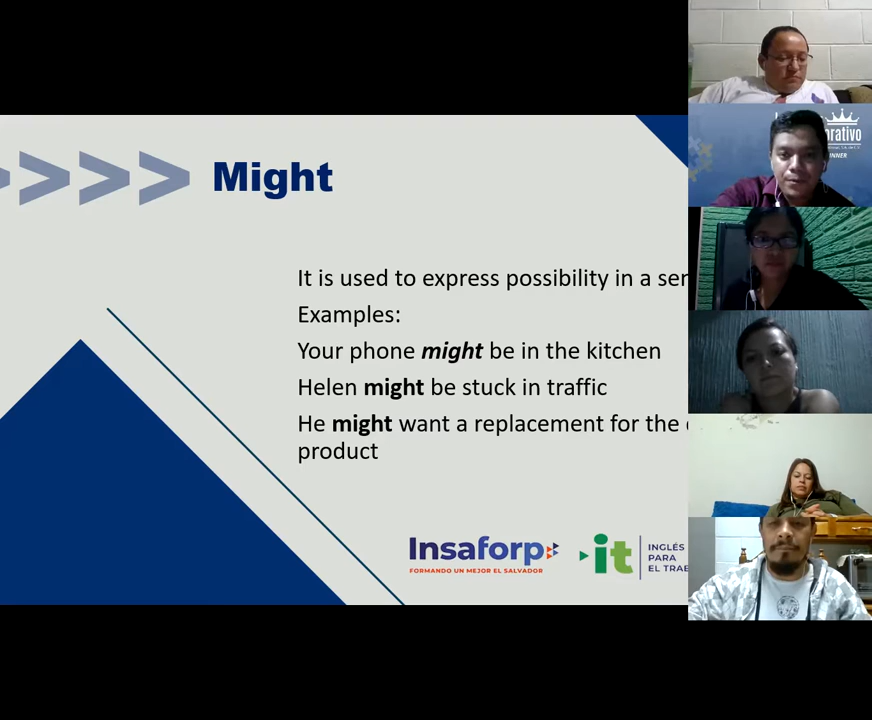 Might
It is used to express possibility in a
Examples:
Your phone might be in the kitchen
Helen might be stuck in traffic
He might want a replacement for the
product
Insaforp
FORMANDO UN MEJOR EL SALVADOR
it
INGLÉS
PARA
EL